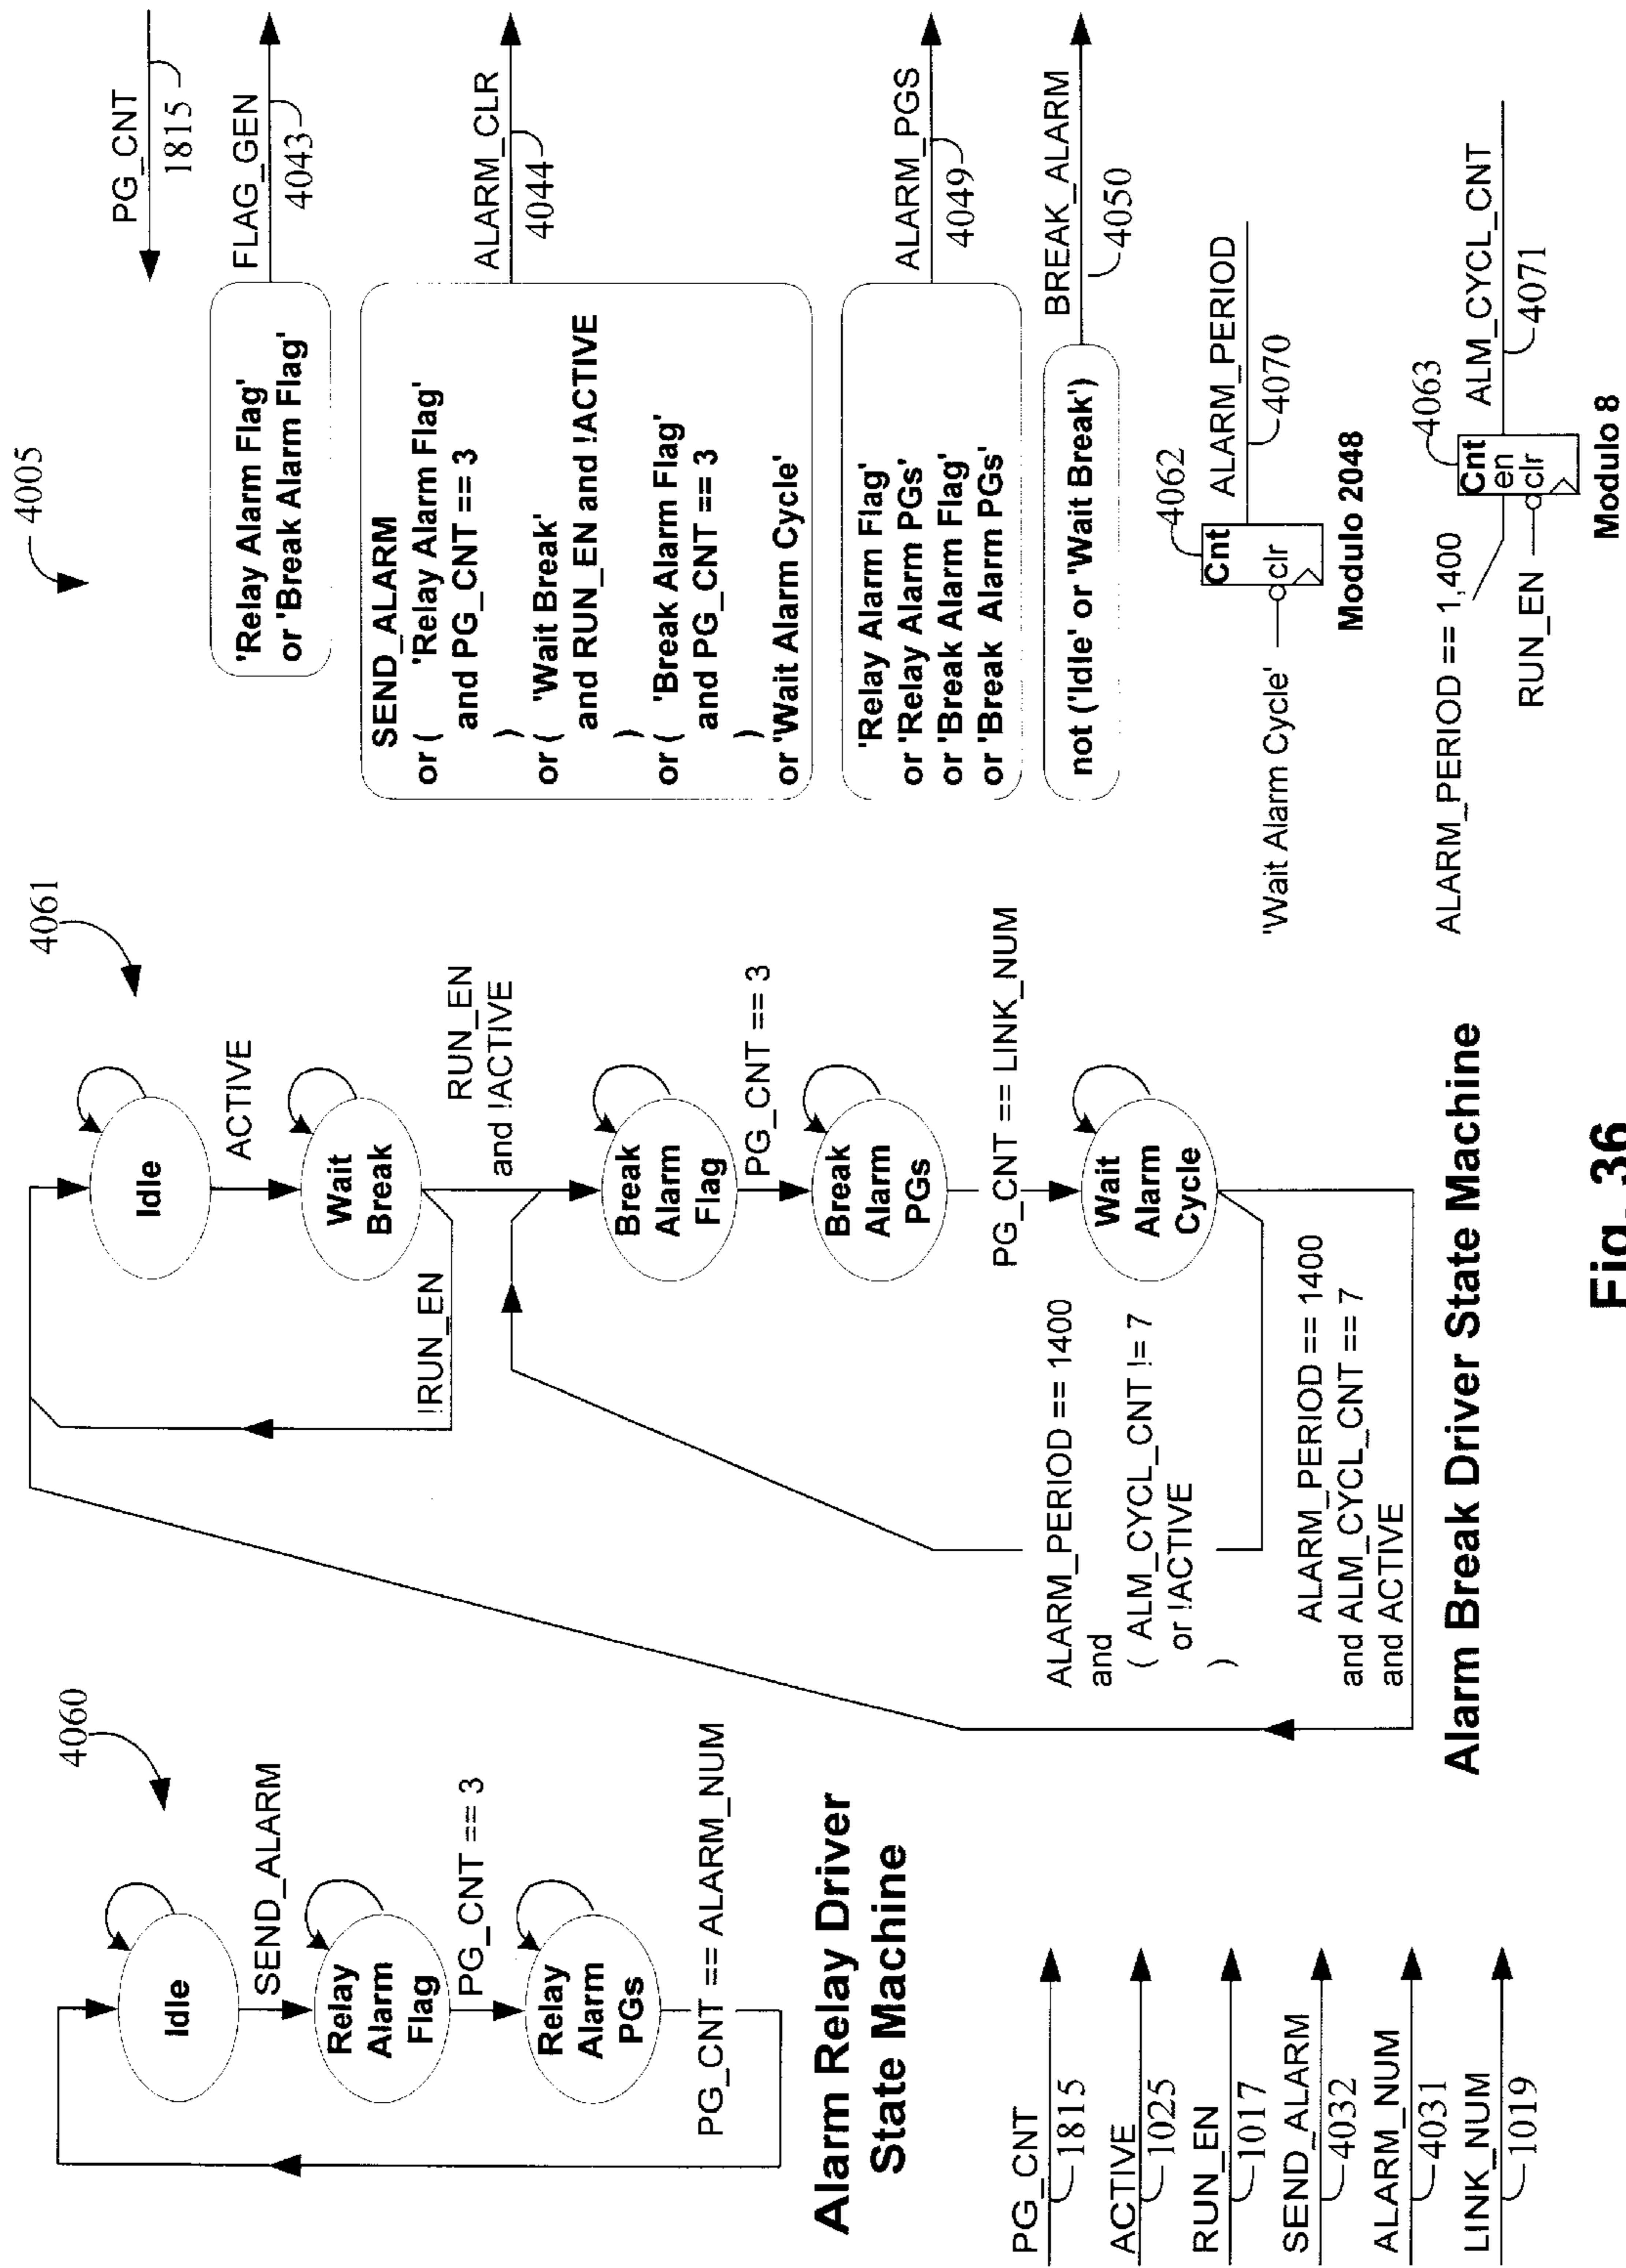 4005
PG_CNT
1815
'Relay Alarm Flag'
or 'Break Alarm Flag'
FLAG_GEN
4043
SEND_ALARM
or ( 'Relay Alarm Flag'
and PG_CNT == 3
)
or ( 'Wait Break'
and RUN_EN and !ACTIVE
)
or ( 'Break Alarm Flag'
and PG_CNT == 3
)
or 'Wait Alarm Cycle'
ALARM_CLR
4044
'Relay Alarm Flag'
or 'Relay Alarm PGs'
or 'Break Alarm Flag'
or 'Break Alarm PGs'
ALARM_PGS
4049
not ('Idle' or 'Wait Break')
BREAK_ALARM
4050
'Wait Alarm Cycle'
4062
Cnt
clr
ALARM_PERIOD
4070
Modulo 2048
ALARM_PERIOD == 1,400
RUN_EN
4063
Cnt
en
clr
ALM_CYCL_CNT
4071
Modulo 8
4061
Idle
ACTIVE
Wait
Break
!RUN_EN
RUN_EN
and !ACTIVE
Break
Alarm
Flag
PG_CNT == 3
Break
Alarm
PGs
PG_CNT == LINK_NUM
Wait
Alarm
Cycle
ALARM_PERIOD == 1400
and
( ALM_CYCL_CNT != 7
or !ACTIVE
)
ALARM_PERIOD == 1400
and ALM_CYCL_CNT == 7
and ACTIVE
Alarm Break Driver State Machine
4060
Idle
SEND_ALARM
Relay
Alarm
Flag
PG_CNT == 3
Relay
Alarm
PGs
PG_CNT == ALARM_NUM
Alarm Relay Driver
State Machine
PG_CNT
1815
ACTIVE
1025
RUN_EN
1017
SEND_ALARM
4032
ALARM_NUM
4031
LINK_NUM
1019
Fig. 36